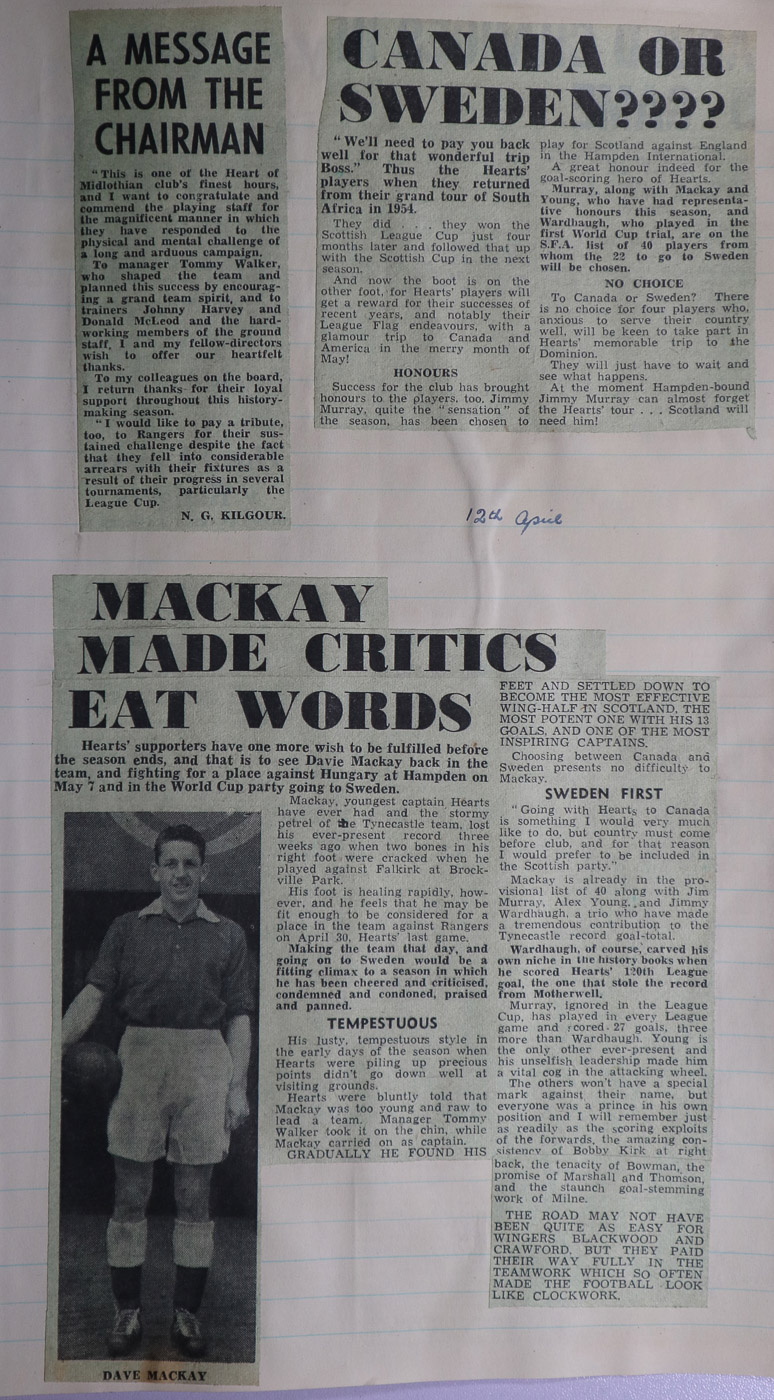 A MESSAGE
FROM THE
CHAIRMAN
"This is one of the Heart of
Midlothian club's finest hours,
and I want to congratulate and
commend the playing staff for
the magnificent manner in which
they have responded to the
physical and mental challenge of
a long and arduous campaign.
To manager Tommy Walker,
who shaped the team and
planned this success by encourag-
ing a grand team spirit, and to
trainers Johnny Harvey and
Donald McLeod and the hard-
working members of the ground
staff, I and my fellow-directors
wish to offer our heartfelt
thanks.
To my colleagues on the board,
I return thanks for their loyal
support throughout this history-
making season.
"I would like to pay a tribute,
too, to Rangers for their sus-
tained challenge despite the fact
that they fell into considerable
arrears with their fixtures as a
result of their progress in several
tournaments, particularly the
League Cup.
N. G. KILGOUR.
CANADA OR
SWEDEN????
"We'll need to pay you back
well for that wonderful trip
Boss." Thus the Hearts'
players when they returned
from their grand tour of South
Africa in 1954.
They did . . . they won the
Scottish League Cup just four
months later and followed that up
with the Scottish Cup in the next
season.
And now the boot is on the
other foot, for Hearts' players will
get a reward for their successes of
recent years, and notably their
League Flag endeavours, with a
glamour trip to Canada and
America in the merry month of
May!
HONOURS
Success for the club has brought
honours to the players, too. Jimmy
Murray, quite the "sensation" of
the season, has been chosen to
play for Scotland against England
in the Hampden International.
A great honour indeed for the
goal-scoring hero of Hearts.
Murray, along with Mackay and
Young, who have had representa-
tive honours this season, and
Wardhaugh, who played in the
first World Cup trial, are on the
S.F.A. list of 40 players from
whom the 22 to go to Sweden
will be chosen.
NO CHOICE
To Canada or Sweden? There
is no choice for four players who,
anxious to serve their country
well, will be keen to take part in
Hearts' memorable trip to the
Dominion.
They will just have to wait and
see what happens.
At the moment Hampden-bound
Jimmy Murray can almost forget
the Hearts' tour . . . Scotland will
need him!
12th April
MACKAY
MADE CRITICS
EAT WORDS
Hearts' supporters have one more wish to be fulfilled before
the season ends, and that is to see Davie Mackay back in the
team, and fighting for a place against Hungary at Hampden on
May 7 and in the World Cup party going to Sweden.
Mackay, youngest captain Hearts
have ever had and the stormy
petrel of the Tynecastle team, lost
his ever-present record three
weeks ago when two bones in his
right foot were cracked when he
played against Falkirk at Brock-
ville Park.
His foot is healing rapidly, how-
ever, and he feels that he may be
fit enough to be considered for a
place in the team against Rangers
on April 30, Hearts' last game.
Making the team that day, and
going on to Sweden would be a
fitting climax to a season in which
he has been cheered and criticised,
condemned and condoned, praised
and panned.
TEMPESTUOUS
His lusty, tempestuous style in
the early days of the season when
Hearts were piling up precious
points didn't go down well at
visiting grounds.
Hearts were bluntly told that
Mackay was too young and raw to
lead a team. Manager Tommy
Walker took it on the chin, while
Mackay carried on as captain.
GRADUALLY HE FOUND HIS
FEET AND SETTLED DOWN TO
BECOME THE MOST EFFECTIVE
WING-HALF IN SCOTLAND, THE
MOST POTENT ONE WITH HIS 13
GOALS, AND ONE OF THE MOST
INSPIRING CAPTAINS.
Choosing between Canada and
Sweden presents no difficulty to
Mackay.
SWEDEN FIRST
"Going with Hearts to Canada
is something I would very much
like to do, but country must come
before club, and for that reason
I would prefer to be included in
the Scottish party."
Mackay is already in the pro-
visional list of 40 along with Jim
Murray, Alex Young, and Jimmy
Wardhaugh, a trio who have made
a tremendous contribution to the
Tynecastle record goal-total.
Wardhaugh, of course, carved his
own niche in the history books when
he scored Hearts' 120th League
goal, the one that stole the record
from Motherwell.
Murray, ignored in the League
Cup, has played in every League
game and scored 27 goals, three
more than Wardhaugh. Young is
the only other ever-present and
his unselfish leadership made him
a vital cog in the attacking wheel.
The others won't have a special
mark against their name, but
everyone was a prince in his own
position and I will remember just
as readily as the scoring exploits
of the forwards, the amazing con-
sistency of Bobby Kirk at right
back, the tenacity of Bowman, the
promise of Marshall and Thomson,
and the staunch goal-stemming
work of Milne.
THE ROAD MAY NOT HAVE
BEEN QUITE AS EASY FOR
WINGERS BLACKWOOD AND
CRAWFORD, BUT THEY PAID
THEIR WAY FULLY IN THE
TEAMWORK WHICH SO OFTEN
MADE THE FOOTBALL LOOK
LIKE CLOCKWORK.
DAVE MACKAY